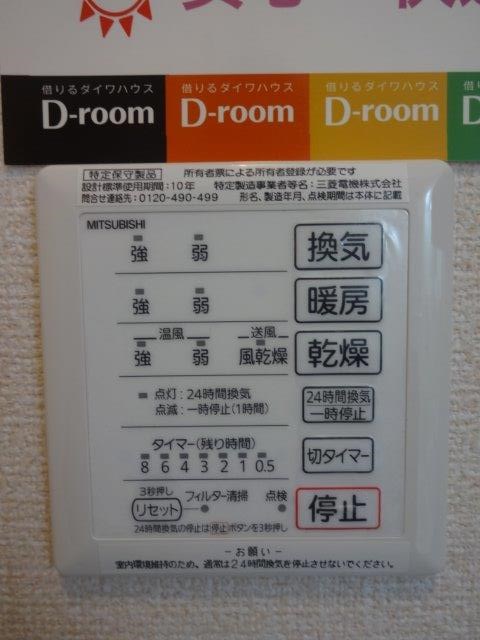 借りるダイワハウス
D-room
借りるダイワハウス
D-room
借りるダイワハウス
D-room
特定保守製品 所有者票による所有者登録が必要です
設計標準使用期間:10年 特定製造事業者等名:三菱電機株式会社
問合せ連絡先:0120-490-499 形名、製造年月、点検期間は本体に記載
MITSUBISHI
強 弱 換気
強 弱 暖房
温風 送風
強 弱 風乾燥 乾燥
点灯:24時間換気
点滅:一時停止(1時間)
24時間換気
一時停止
タイマー(残り時間)
8 6 4 3 2 1 0.5
切タイマー
3秒押し
リセット フィルター清掃 点検
停止
24時間換気の停止は停止ボタンを3秒押し
-お願い-
室内環境維持のため、通常は24時間換気を停止させないでください。